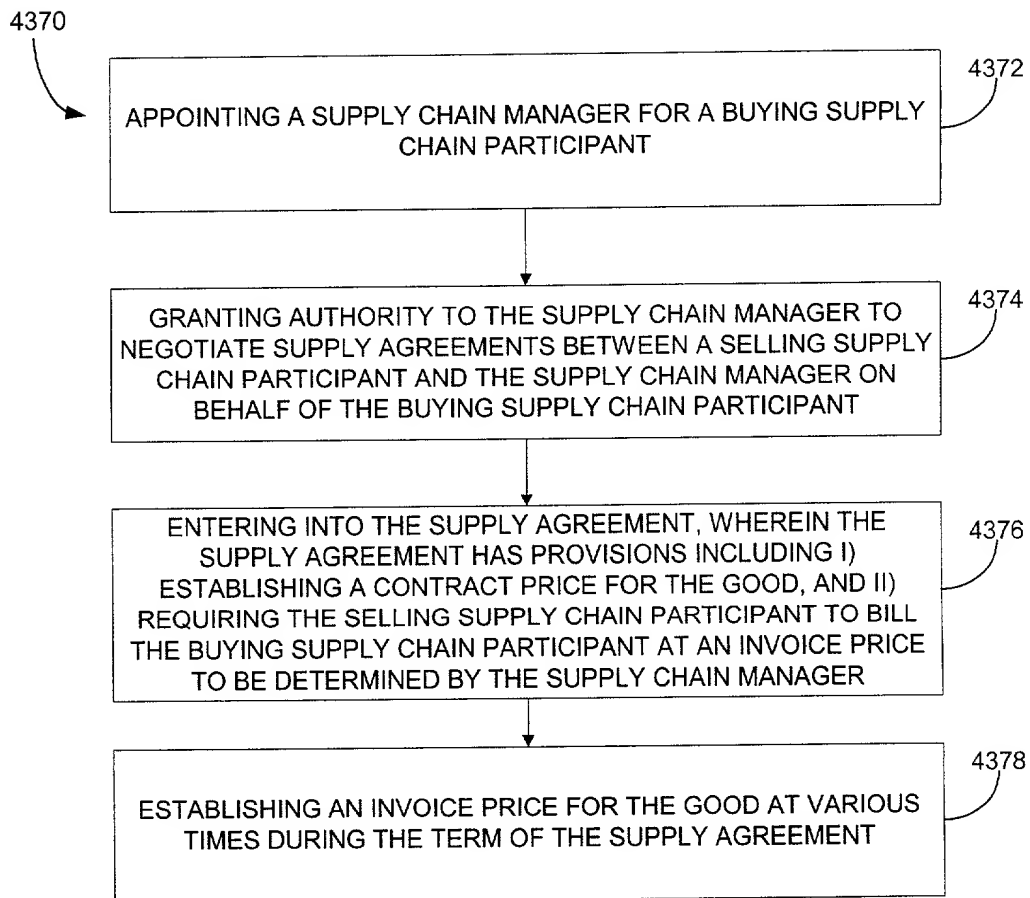 4370
4372
APPOINTING A SUPPLY CHAIN MANAGER FOR A BUYING SUPPLY
CHAIN PARTICIPANT
4374
GRANTING AUTHORITY TO THE SUPPLY CHAIN MANAGER TO
NEGOTIATE SUPPLY AGREEMENTS BETWEEN A SELLING SUPPLY
CHAIN PARTICIPANT AND THE SUPPLY CHAIN MANAGER ON
BEHALF OF THE BUYING SUPPLY CHAIN PARTICIPANT
4376
ENTERING INTO THE SUPPLY AGREEMENT, WHEREIN THE
SUPPLY AGREEMENT HAS PROVISIONS INCLUDING I)
ESTABLISHING A CONTRACT PRICE FOR THE GOOD, AND II)
REQUIRING THE SELLING SUPPLY CHAIN PARTICIPANT TO BILL
THE BUYING SUPPLY CHAIN PARTICIPANT AT AN INVOICE PRICE
TO BE DETERMINED BY THE SUPPLY CHAIN MANAGER
4378
ESTABLISHING AN INVOICE PRICE FOR THE GOOD AT VARIOUS
TIMES DURING THE TERM OF THE SUPPLY AGREEMENT